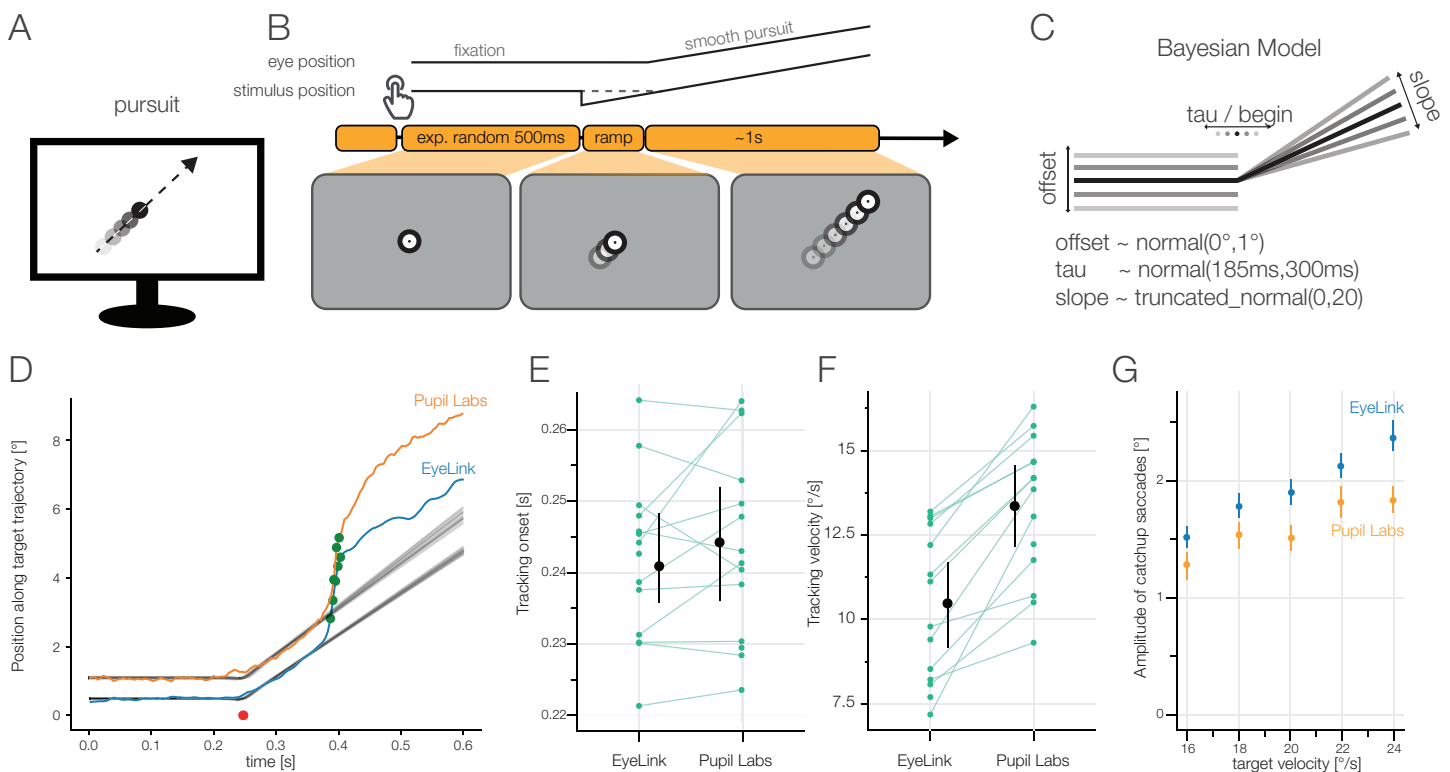 A
pursuit
B
fixation
smooth pursuit
eye position
stimulus position
exp. random 500ms
ramp
~1s
C
Bayesian Model
tau / begin
slope
offset
offset ~ normal(0°,1°)
tau ~ normal(185ms,300ms)
slope ~ truncated_normal(0,20)
D
Position along target trajectory [°]
8
6
4
2
0
Pupil Labs
EyeLink
0.0 0.1 0.2 0.3 0.4 0.5 0.6
time [s]
E
Tracking onset [s]
0.26
0.25
0.24
0.23
0.22
EyeLink Pupil Labs
F
Tracking velocity [°/s]
15
12.5
10
7.5
EyeLink Pupil Labs
G
Amplitude of catchup saccades [°]
2
1
0
EyeLink
Pupil Labs
16 18 20 22 24
target velocity [°/s]